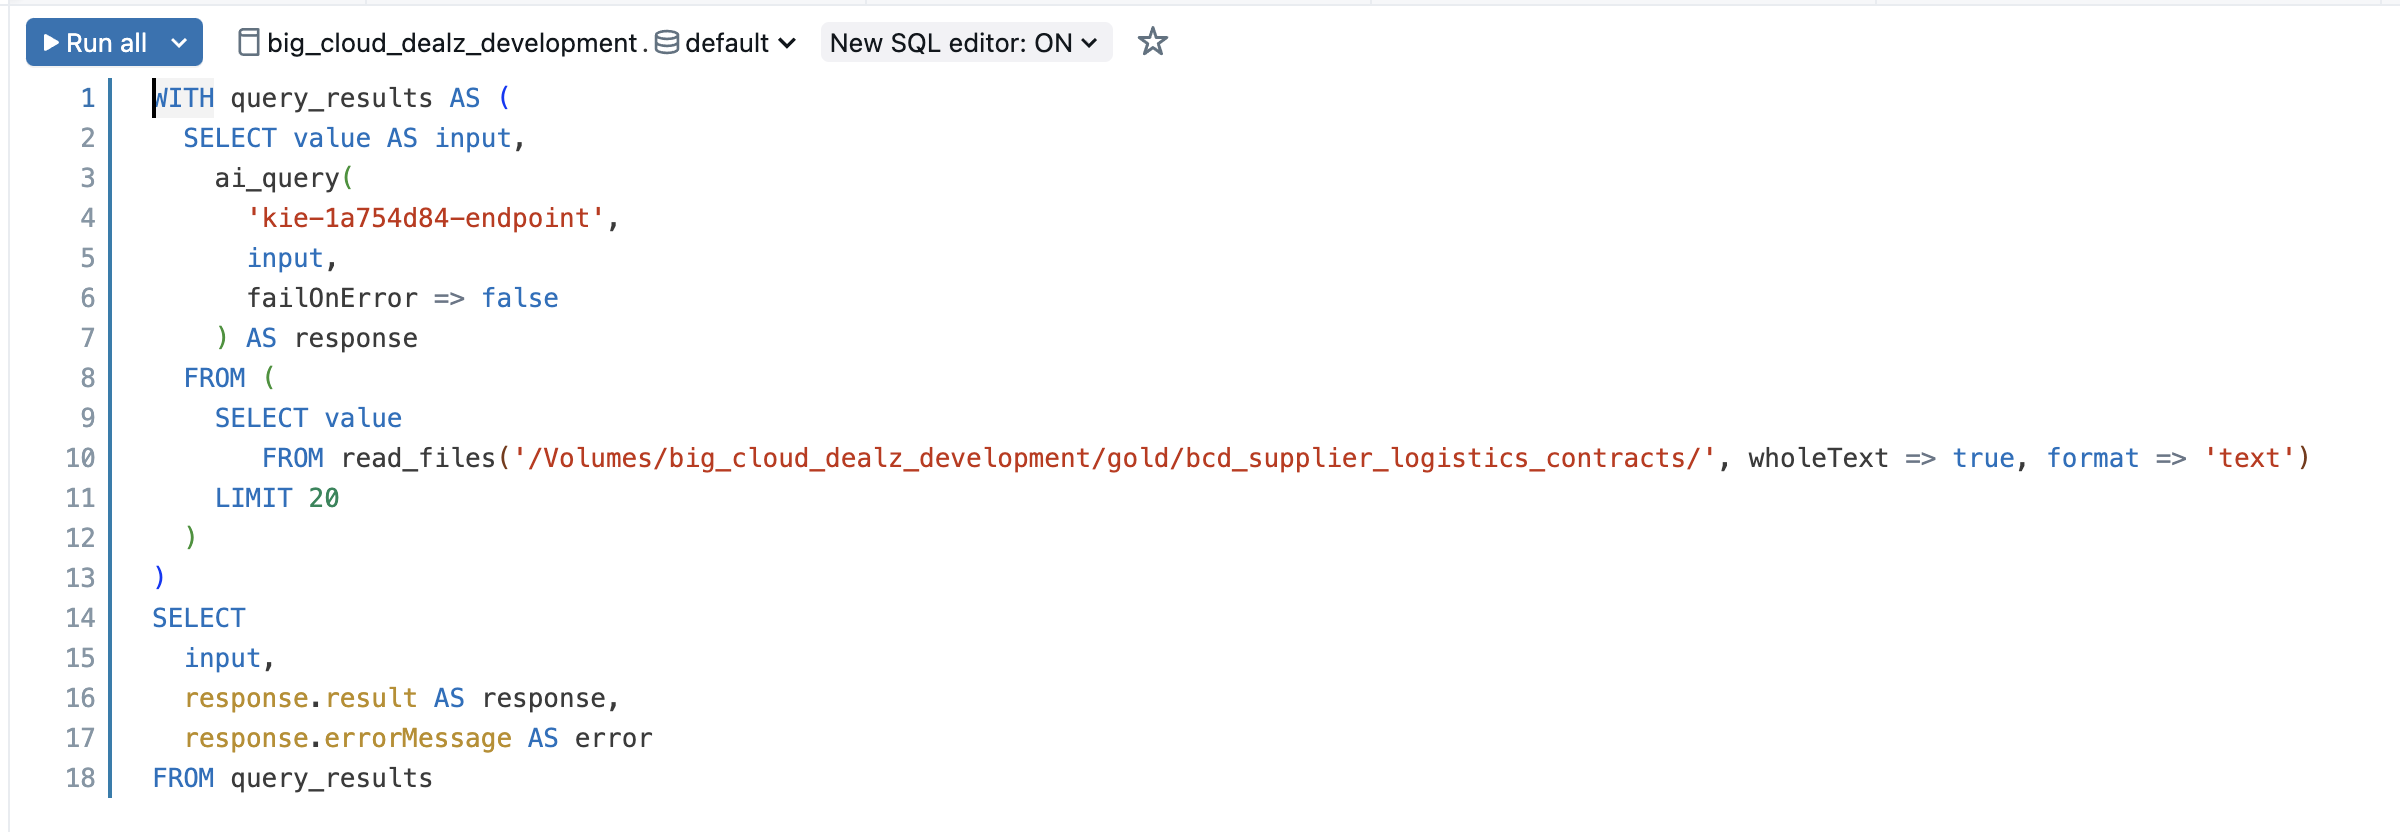 Run all big_cloud_dealz_development . default New SQL editor: ON
1 WITH query_results AS (
2 SELECT value AS input,
3 ai_query(
4 'kie-1a754d84-endpoint',
5 input,
6 failOnError => false
7 ) AS response
8 FROM (
9 SELECT value
10 FROM read_files('/Volumes/big_cloud_dealz_development/gold/bcd_supplier_logistics_contracts/', wholeText => true, format => 'text')
11 LIMIT 20
12 )
13 )
14 SELECT
15 input,
16 response.result AS response,
17 response.errorMessage AS error
18 FROM query_results